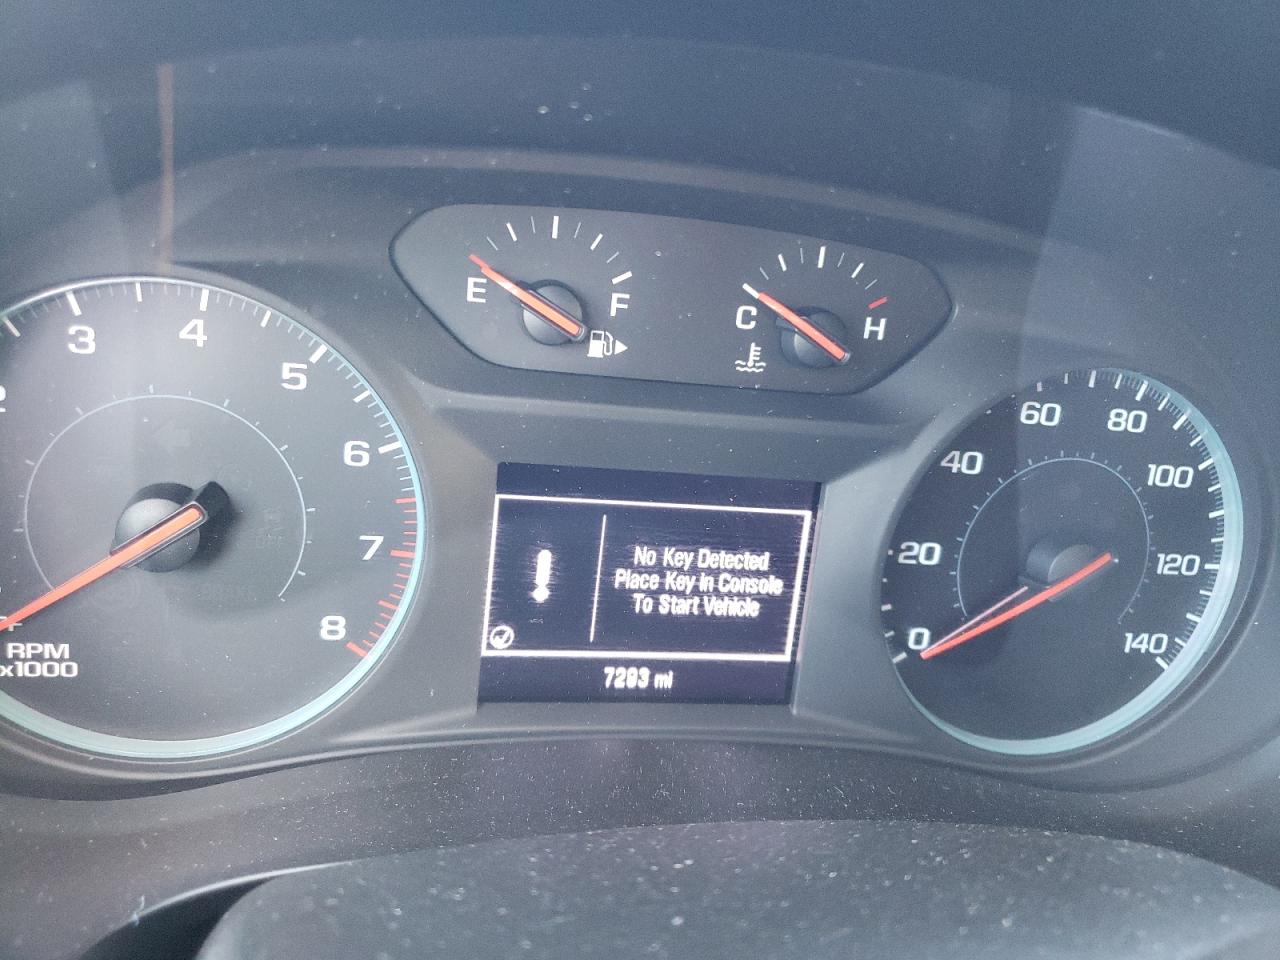 E
F
C
H
2
3
4
5
6
7
8
RPM
x1000
No Key Detected
Place Key In Console
To Start Vehicle
7293 mi
0
20
40
60
80
100
120
140